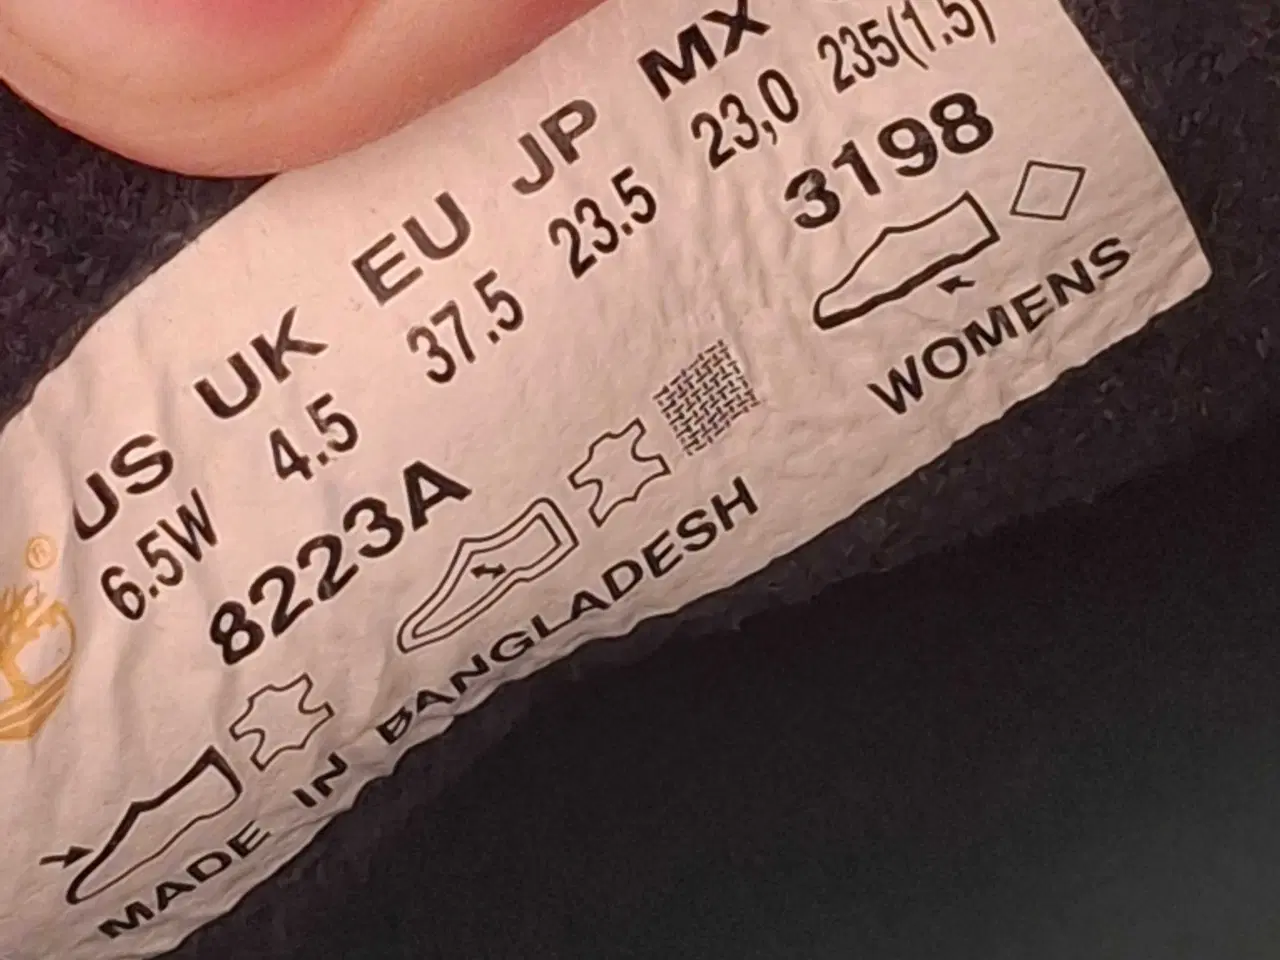 US UK EU JP MX
6.5W 4.5 37.5 23.5 23,0 235(1.5)
8223A 3198
MADE IN BANGLADESH WOMENS
®